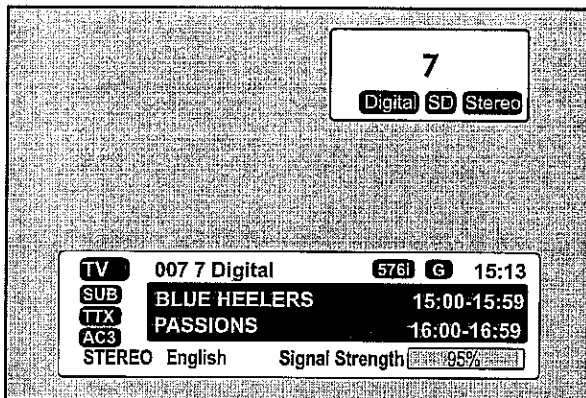 7
Digital SD Stereo
TV 007 7 Digital 576i G 15:13
SUB BLUE HEELERS 15:00-15:59
TTX PASSIONS 16:00-16:59
AC3
STEREO English Signal Strength 95%